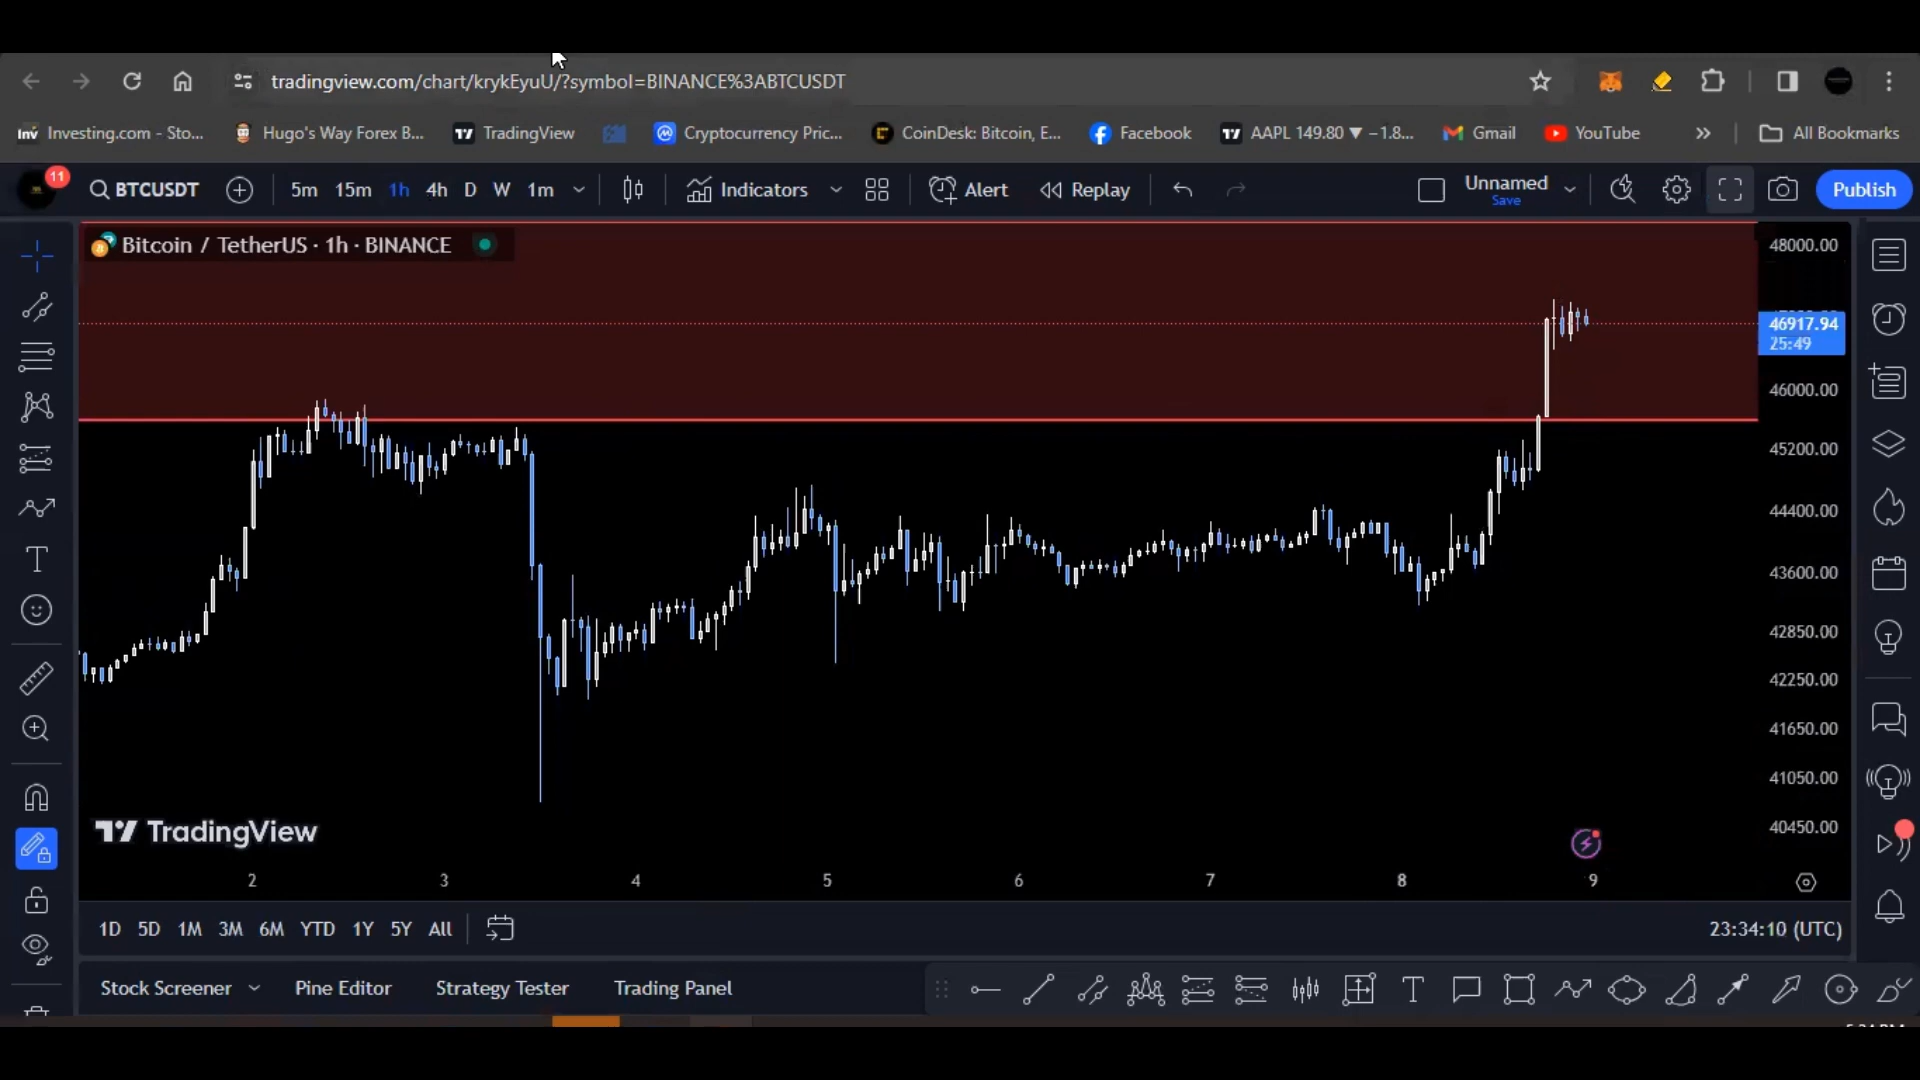 tradingview.com/chart/krykEyuU/?symbol=BINANCE%3ABTCUSDT
Inv Investing.com - Sto... Hugo's Way Forex B... TradingView Cryptocurrency Pric... CoinDesk: Bitcoin, E... Facebook AAPL 149.80 ▼ −1.8... Gmail YouTube » All Bookmarks
11 BTCUSDT 5m 15m 1h 4h D W 1m Indicators Alert Replay Unnamed Save Publish
Bitcoin / TetherUS · 1h · BINANCE
48000.00
46917.94
25:49
46000.00
45200.00
44400.00
43600.00
42850.00
42250.00
41650.00
41050.00
40450.00
TradingView
2 3 4 5 6 7 8 9
1D 5D 1M 3M 6M YTD 1Y 5Y All 23:34:10 (UTC)
Stock Screener Pine Editor Strategy Tester Trading Panel